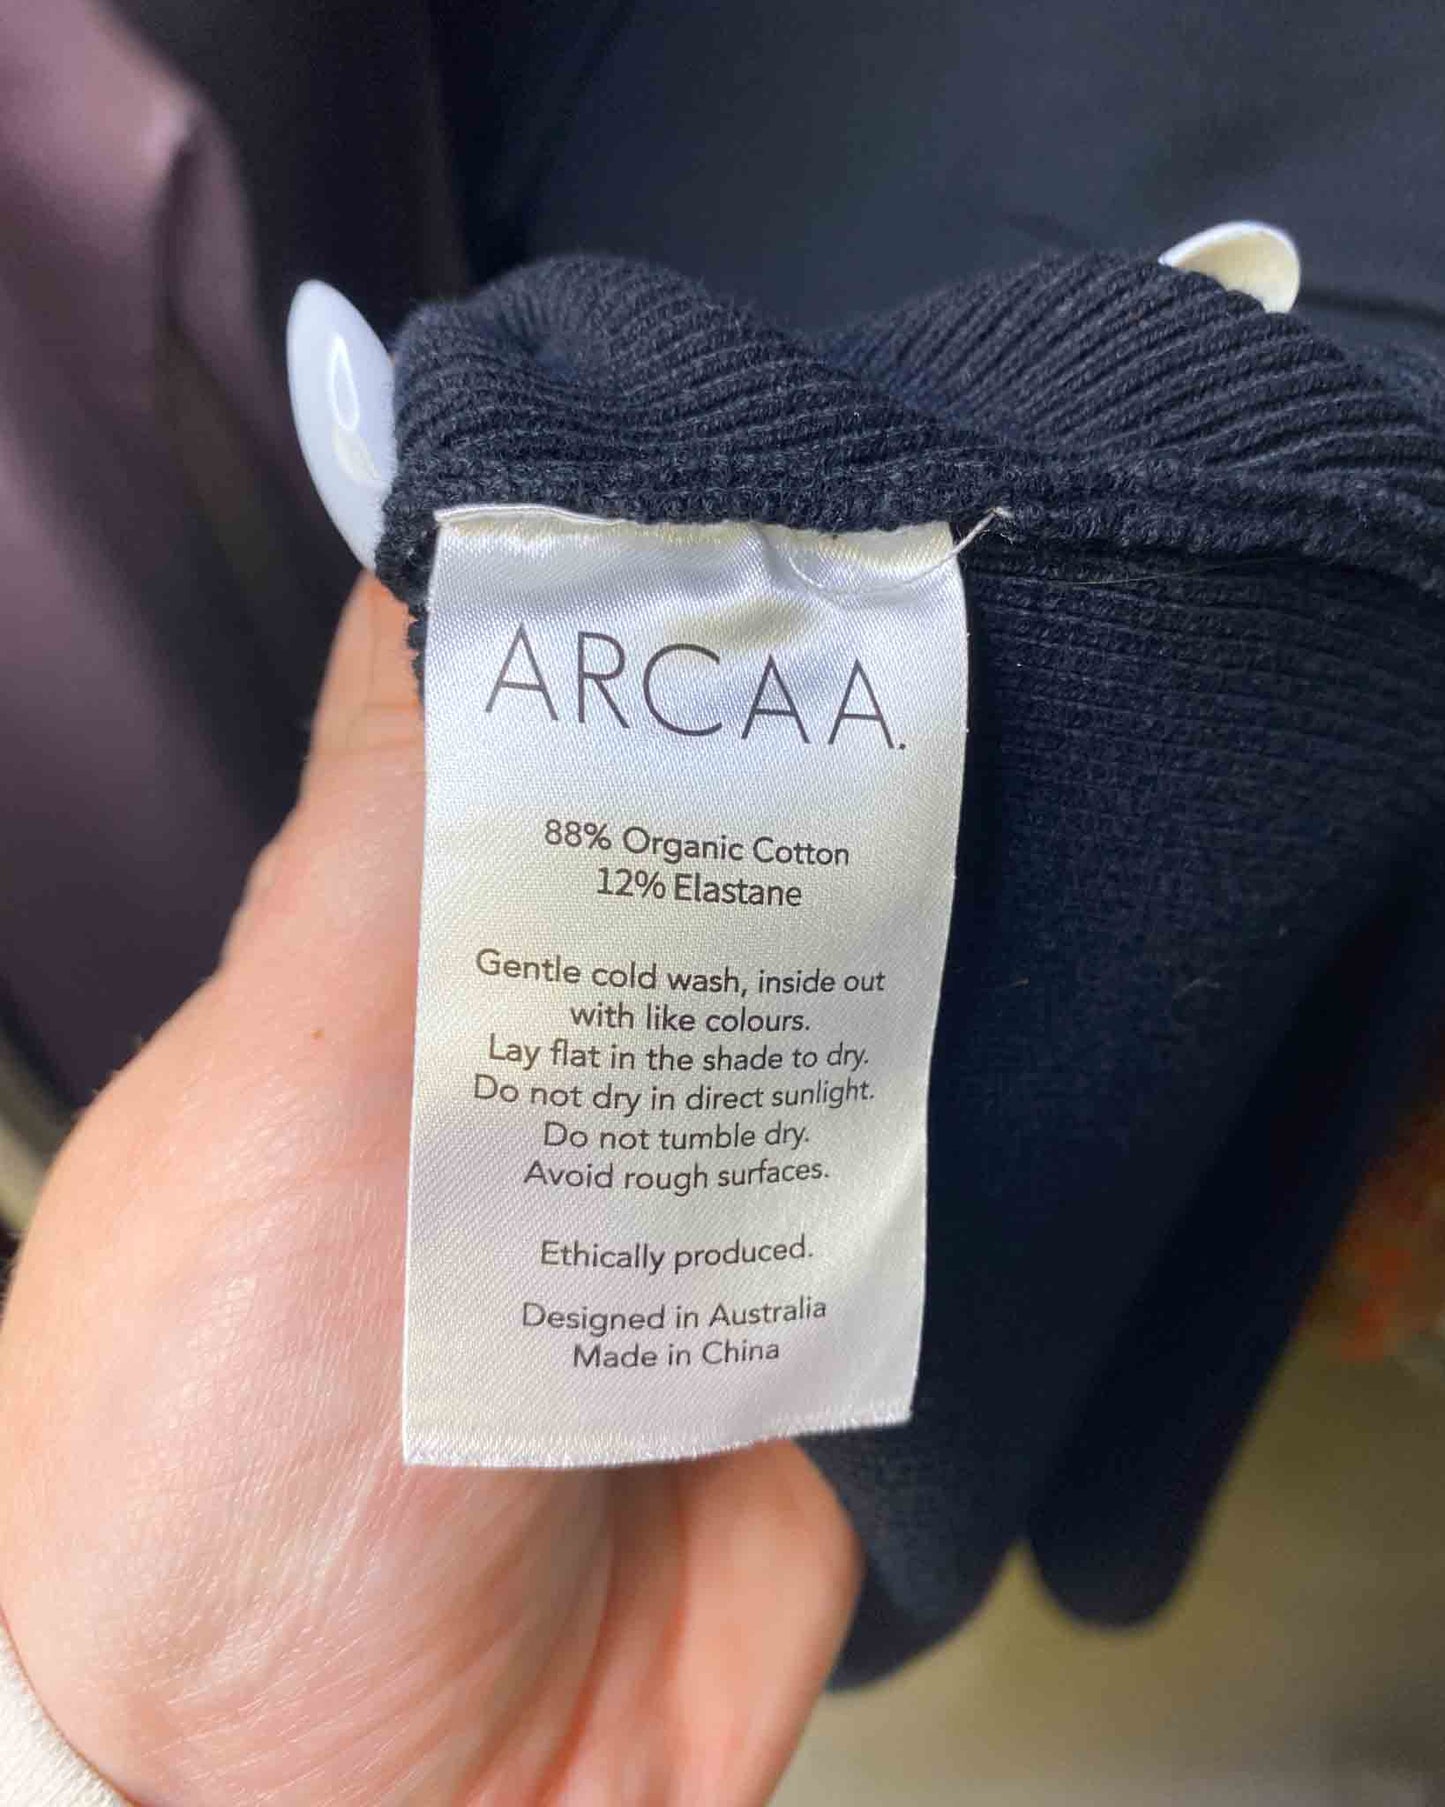 ARCAA.
88% Organic Cotton
12% Elastane
Gentle cold wash, inside out
with like colours.
Lay flat in the shade to dry.
Do not dry in direct sunlight.
Do not tumble dry.
Avoid rough surfaces.
Ethically produced.
Designed in Australia
Made in China